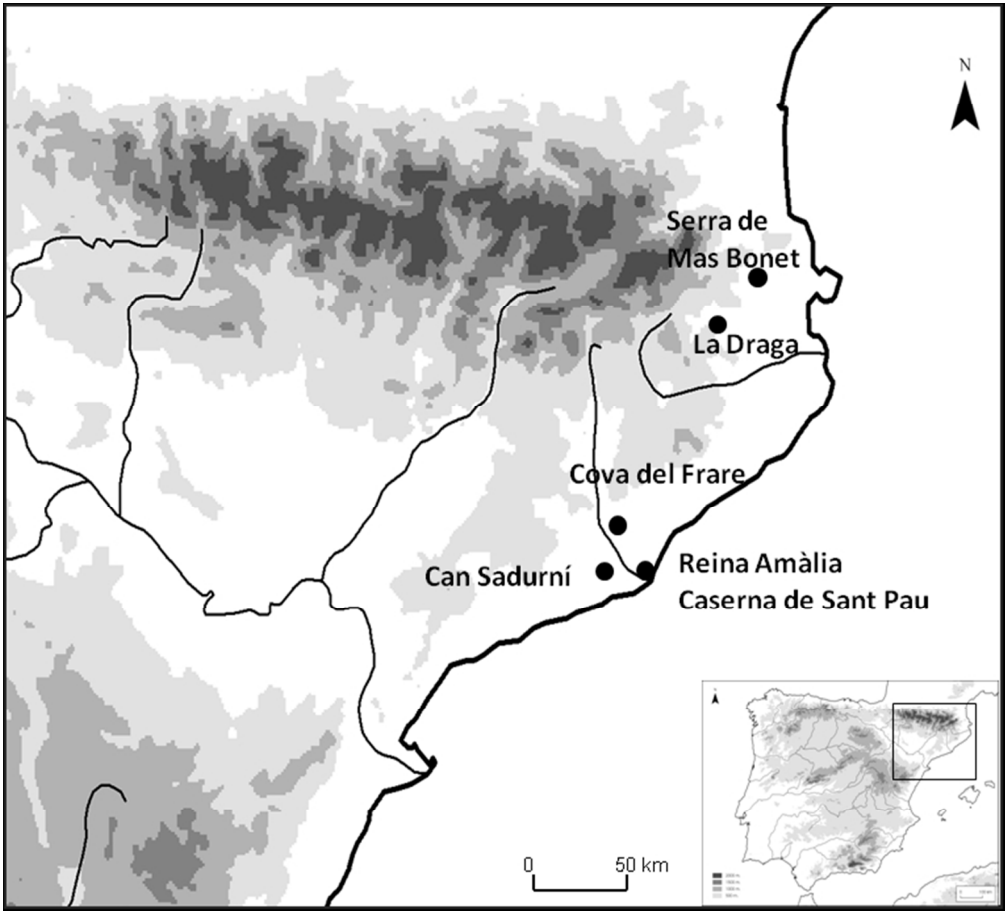 N
Serra de
Mas Bonet
La Draga
Cova del Frare
Can Sadurní
Reina Amàlia
Caserna de Sant Pau
0 50 km